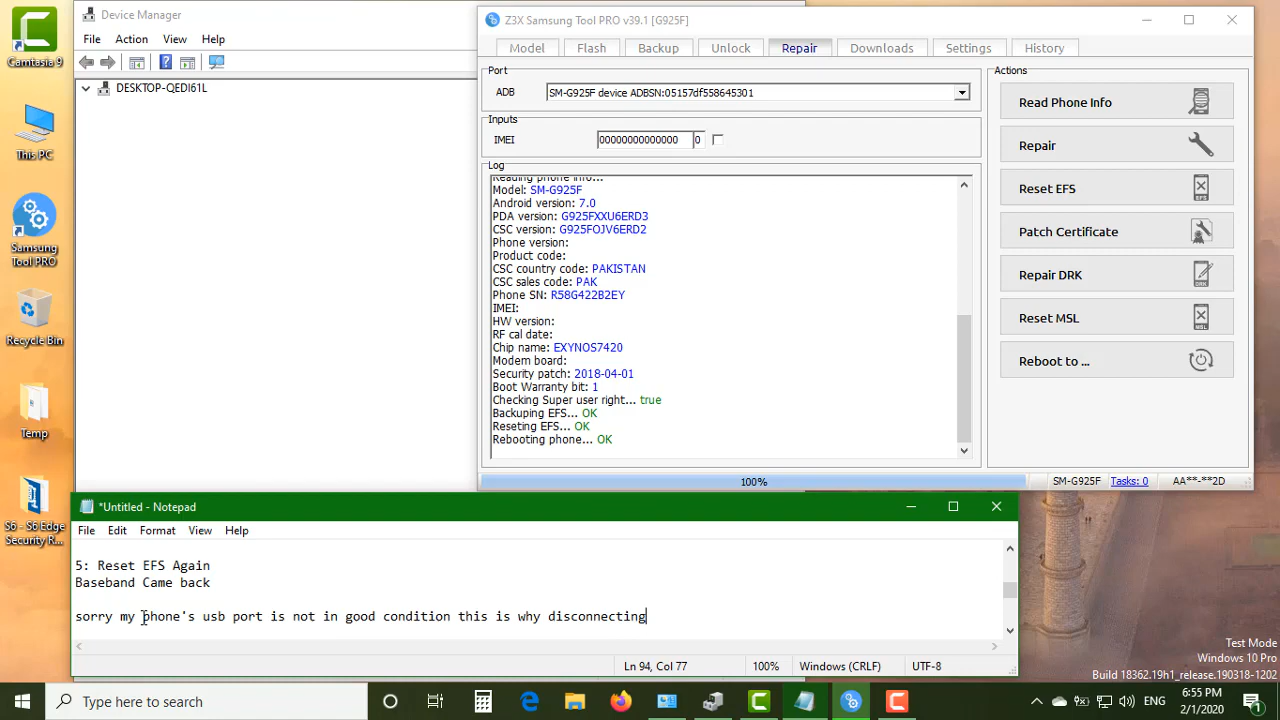 Camtasia 9
This PC
Samsung
Tool PRO
Recycle Bin
Temp
S6 - S6 Edge
Security R...
Device Manager
File Action View Help
DESKTOP-QEDI61L
Z3X Samsung Tool PRO v39.1 [G925F]
Model Flash Backup Unlock Repair Downloads Settings History
Port
ADB SM-G925F device ADBSN:05157df558645301
Inputs
IMEI 00000000000000 0
Log
Reading phone info...
Model: SM-G925F
Android version: 7.0
PDA version: G925FXXU6ERD3
CSC version: G925FOJV6ERD2
Phone version:
Product code:
CSC country code: PAKISTAN
CSC sales code: PAK
Phone SN: R58G422B2EY
IMEI:
HW version:
RF cal date:
Chip name: EXYNOS7420
Modem board:
Security patch: 2018-04-01
Boot Warranty bit: 1
Checking Super user right... true
Backuping EFS... OK
Reseting EFS... OK
Rebooting phone... OK
Actions
Read Phone Info
Repair
Reset EFS
EFS
Patch Certificate
Repair DRK
DRK
Reset MSL
MSL
Reboot to ...
100% SM-G925F Tasks: 0 AA**-**2D
*Untitled - Notepad
File Edit Format View Help
5: Reset EFS Again
Baseband Came back
sorry my phone's usb port is not in good condition this is why disconnecting
Ln 94, Col 77 100% Windows (CRLF) UTF-8
Test Mode
Windows 10 Pro
Build 18362.19h1_release.190318-1202
Type here to search
ENG
6:55 PM
2/1/2020
1